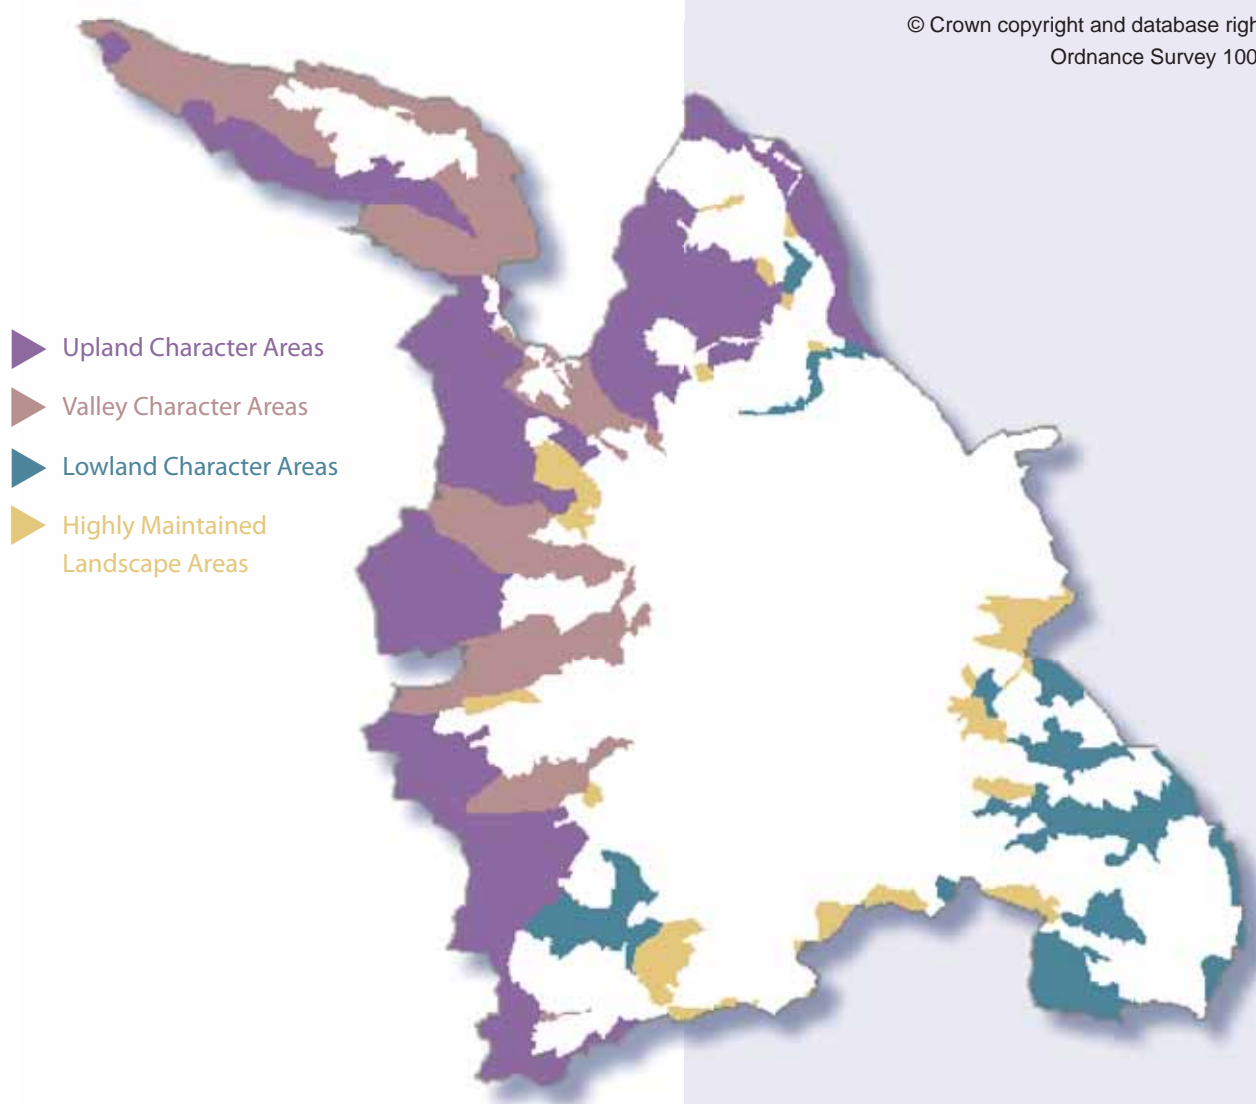 © Crown copyright and database righ
Ordnance Survey 100
Upland Character Areas
Valley Character Areas
Lowland Character Areas
Highly Maintained
Landscape Areas